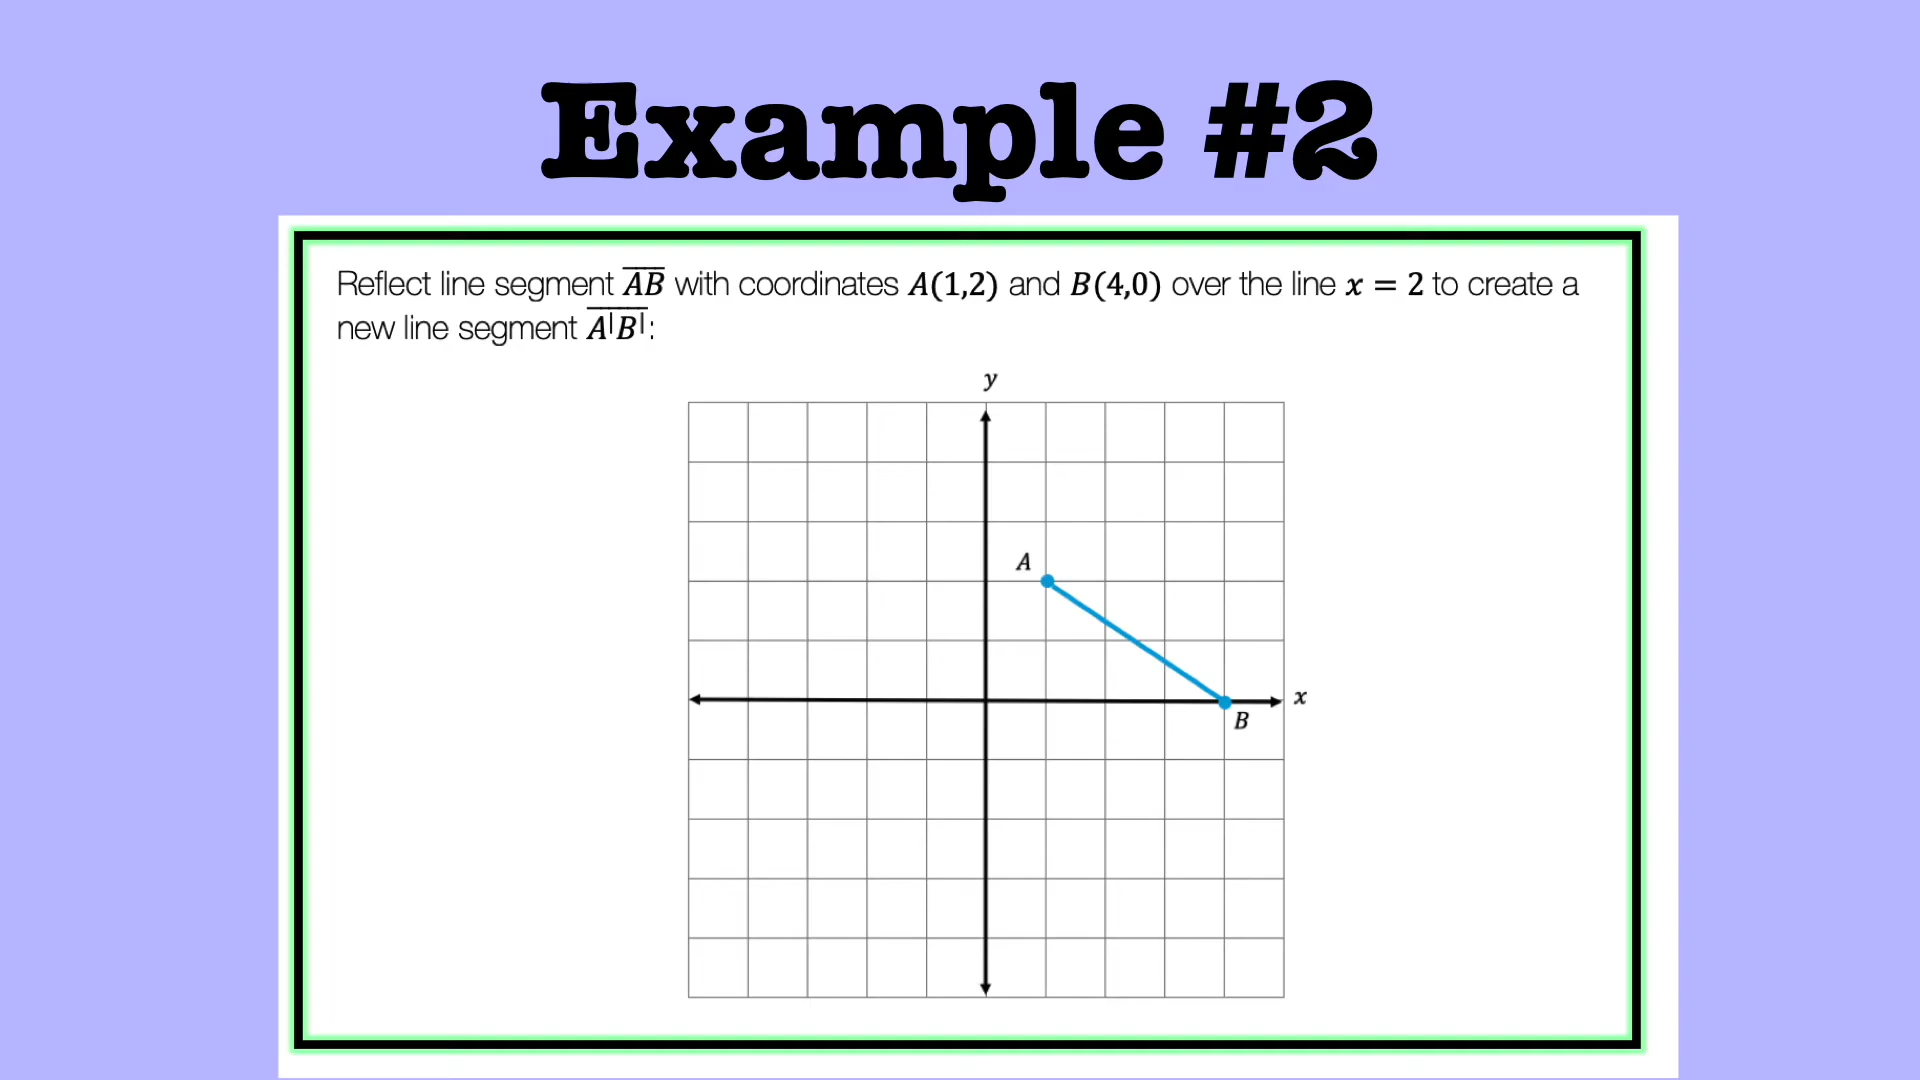 Example #2
Reflect line segment A̅B̅ with coordinates A(1,2) and B(4,0) over the line x = 2 to create a
new line segment A̅|̅B̅|̅:
y
A
x
B